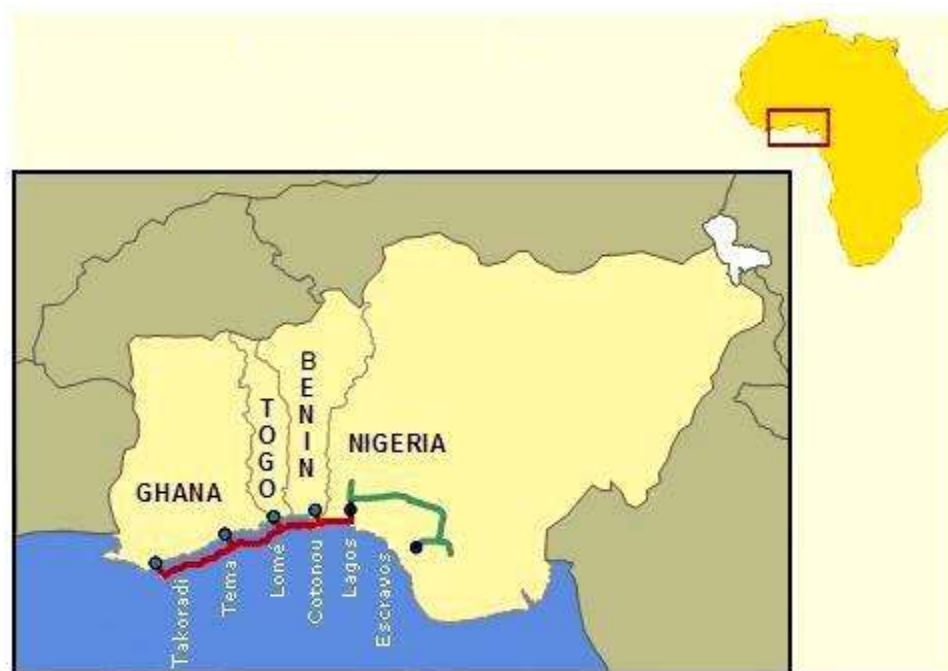 BENIN
TOGO
NIGERIA
GHANA
Takoradi
Tema
Lomé
Cotonou
Lagos
Escravos